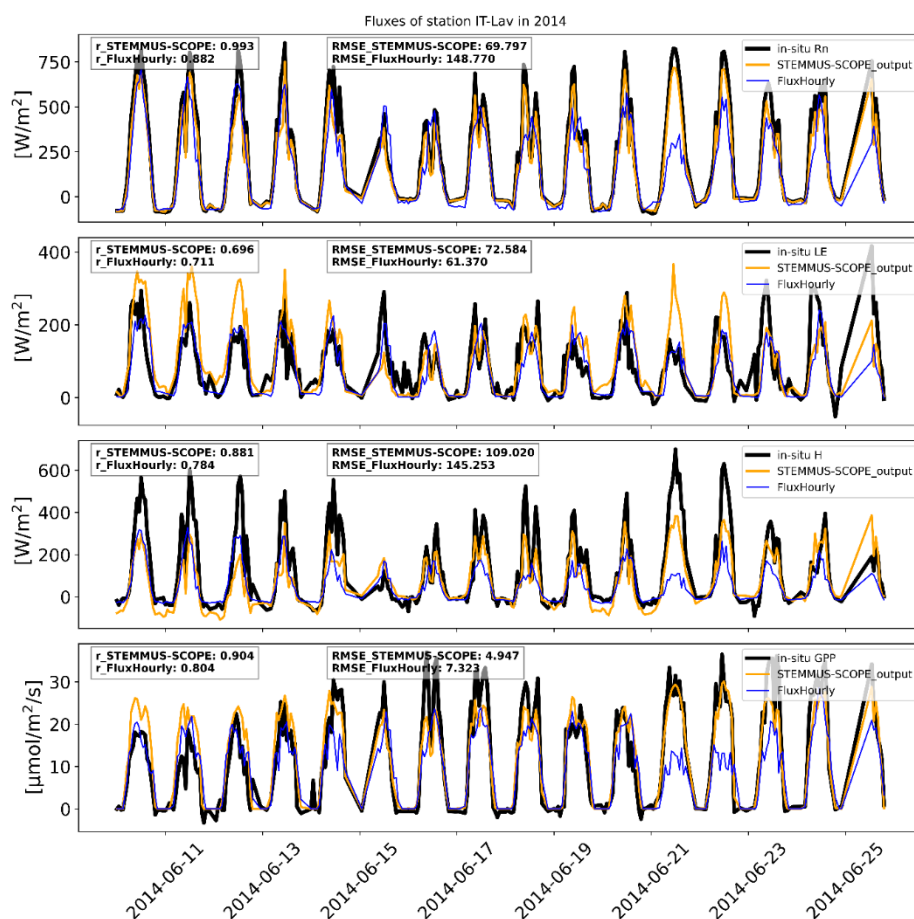 Fluxes of station IT-Lav in 2014
r_STEMMUS-SCOPE: 0.993
r_FluxHourly: 0.882
RMSE_STEMMUS-SCOPE: 69.797
RMSE_FluxHourly: 148.770
in-situ Rn
STEMMUS-SCOPE_output
FluxHourly
750
500
250
0
[W/m²]
r_STEMMUS-SCOPE: 0.696
r_FluxHourly: 0.711
RMSE_STEMMUS-SCOPE: 72.584
RMSE_FluxHourly: 61.370
in-situ LE
STEMMUS-SCOPE_output
FluxHourly
400
200
0
[W/m²]
r_STEMMUS-SCOPE: 0.881
r_FluxHourly: 0.784
RMSE_STEMMUS-SCOPE: 109.020
RMSE_FluxHourly: 145.253
in-situ H
STEMMUS-SCOPE_output
FluxHourly
600
400
200
0
[W/m²]
r_STEMMUS-SCOPE: 0.904
r_FluxHourly: 0.804
RMSE_STEMMUS-SCOPE: 4.947
RMSE_FluxHourly: 7.323
in-situ GPP
STEMMUS-SCOPE_output
FluxHourly
30
20
10
0
[μmol/m²/s]
2014-06-11
2014-06-13
2014-06-15
2014-06-17
2014-06-19
2014-06-21
2014-06-23
2014-06-25